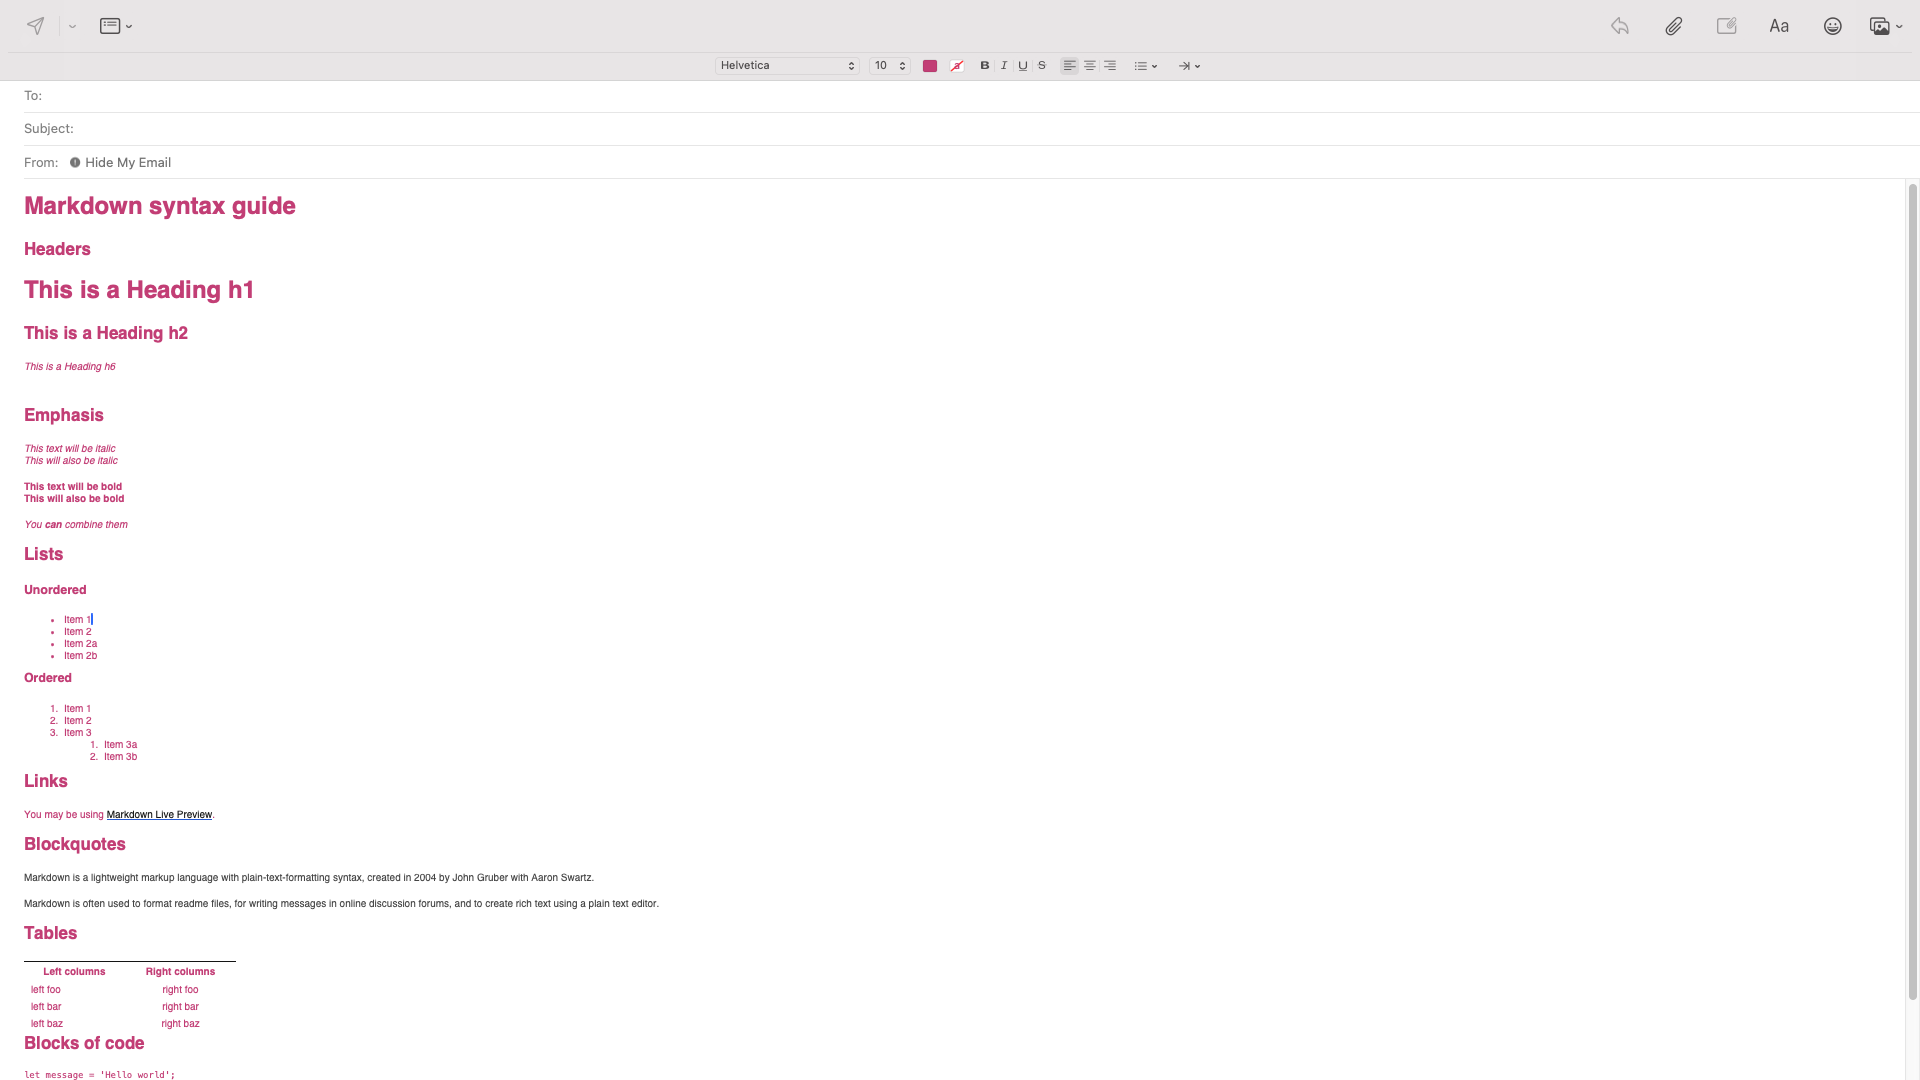 Aa
Helvetica 10 a B I U S
To:
Subject:
From: Hide My Email
Markdown syntax guide
Headers
This is a Heading h1
This is a Heading h2
This is a Heading h6
Emphasis
This text will be italic
This will also be italic
This text will be bold
This will also be bold
You can combine them
Lists
Unordered
• Item 1
• Item 2
• Item 2a
• Item 2b
Ordered
1. Item 1
2. Item 2
3. Item 3
1. Item 3a
2. Item 3b
Links
You may be using Markdown Live Preview.
Blockquotes
Markdown is a lightweight markup language with plain-text-formatting syntax, created in 2004 by John Gruber with Aaron Swartz.
Markdown is often used to format readme files, for writing messages in online discussion forums, and to create rich text using a plain text editor.
Tables
Left columns Right columns
left foo right foo
left bar right bar
left baz right baz
Blocks of code
let message = 'Hello world';